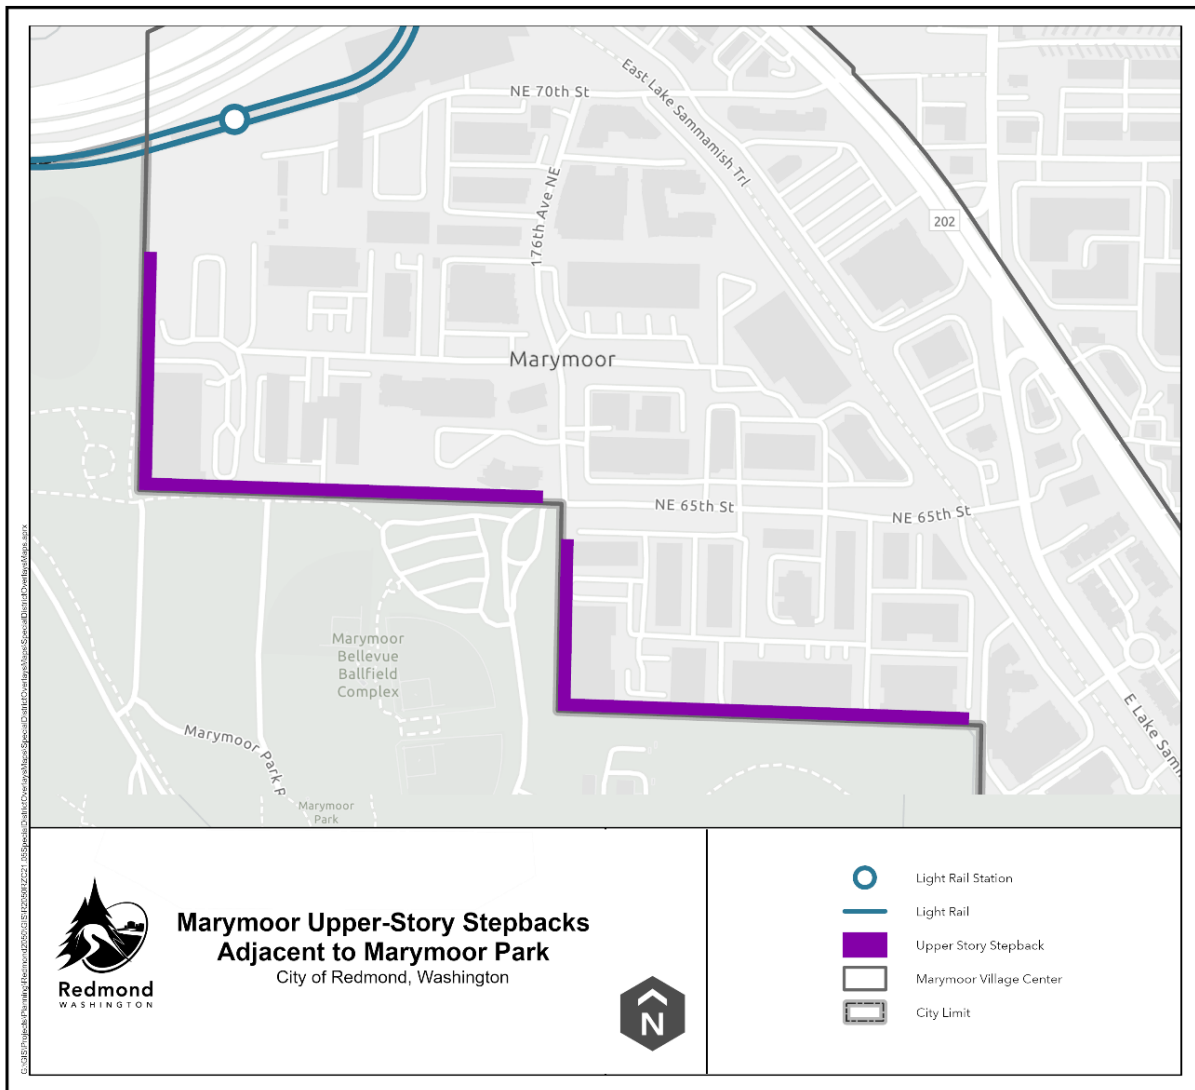 NE 70th St
East Lake Sammamish Trl
176th Ave NE
202
Marymoor
NE 65th St
NE 65th St
Marymoor
Bellevue
Ballfield
Complex
E Lake Samm
Marymoor Park P
Marymoor
Park
Redmond
WASHINGTON
Marymoor Upper-Story Stepbacks
Adjacent to Marymoor Park
City of Redmond, Washington
N
Light Rail Station
Light Rail
Upper Story Stepback
Marymoor Village Center
City Limit